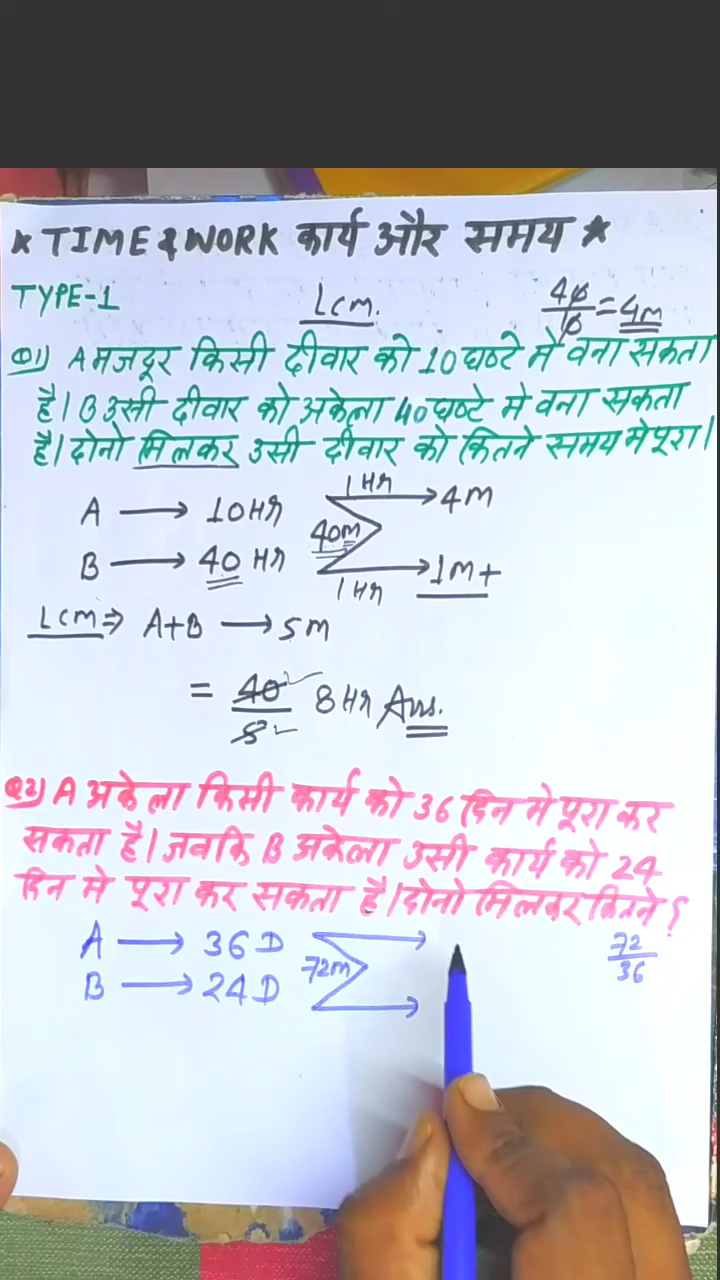 * TIME & WORK कार्य और समय *
TYPE-1 LCM. 40/10 = 4m
Q1) A मजदूर किसी दीवार को 10 घण्टे में बना सकता
है। B उसी दीवार को अकेला 40 घण्टे मे बना सकता
है। दोनो मिलकर उसी दीवार को कितने समय मे पूरा।
A → 10 HR 1 HR → 4m
40m
B → 40 HR 1 HR → 1m +
LCM ⇒ A+B → 5m
= 40/5 8 HR Ans.
Q2) A अकेला किसी कार्य को 36 दिन मे पूरा कर
सकता है। जबकि B अकेला उसी कार्य को 24
दिन मे पूरा कर सकता है। दोनो मिलकर कितने ?
A → 36 D 72m 72/36
B → 24 D